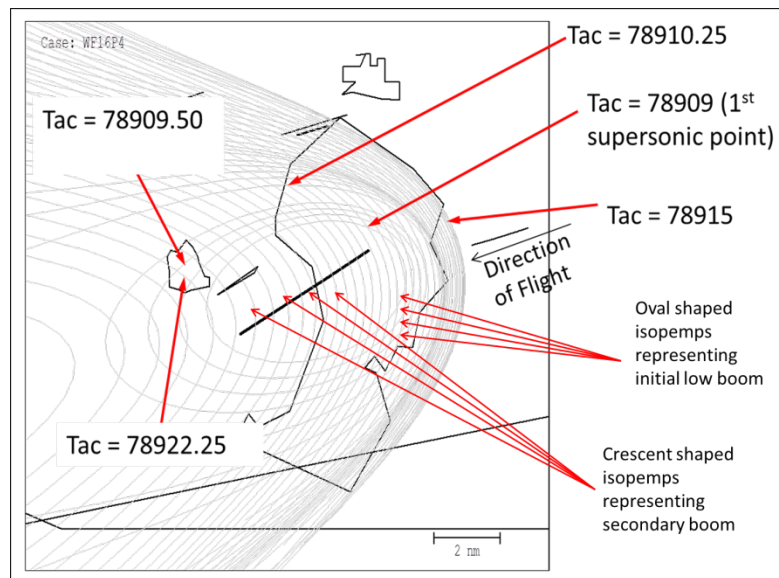 Case: WF16P4
Tac = 78910.25
Tac = 78909.50
Tac = 78909 (1st
supersonic point)
Tac = 78915
Direction
of Flight
Oval shaped
isopemps
representing
initial low boom
Tac = 78922.25
Crescent shaped
isopemps
representing
secondary boom
2 nm